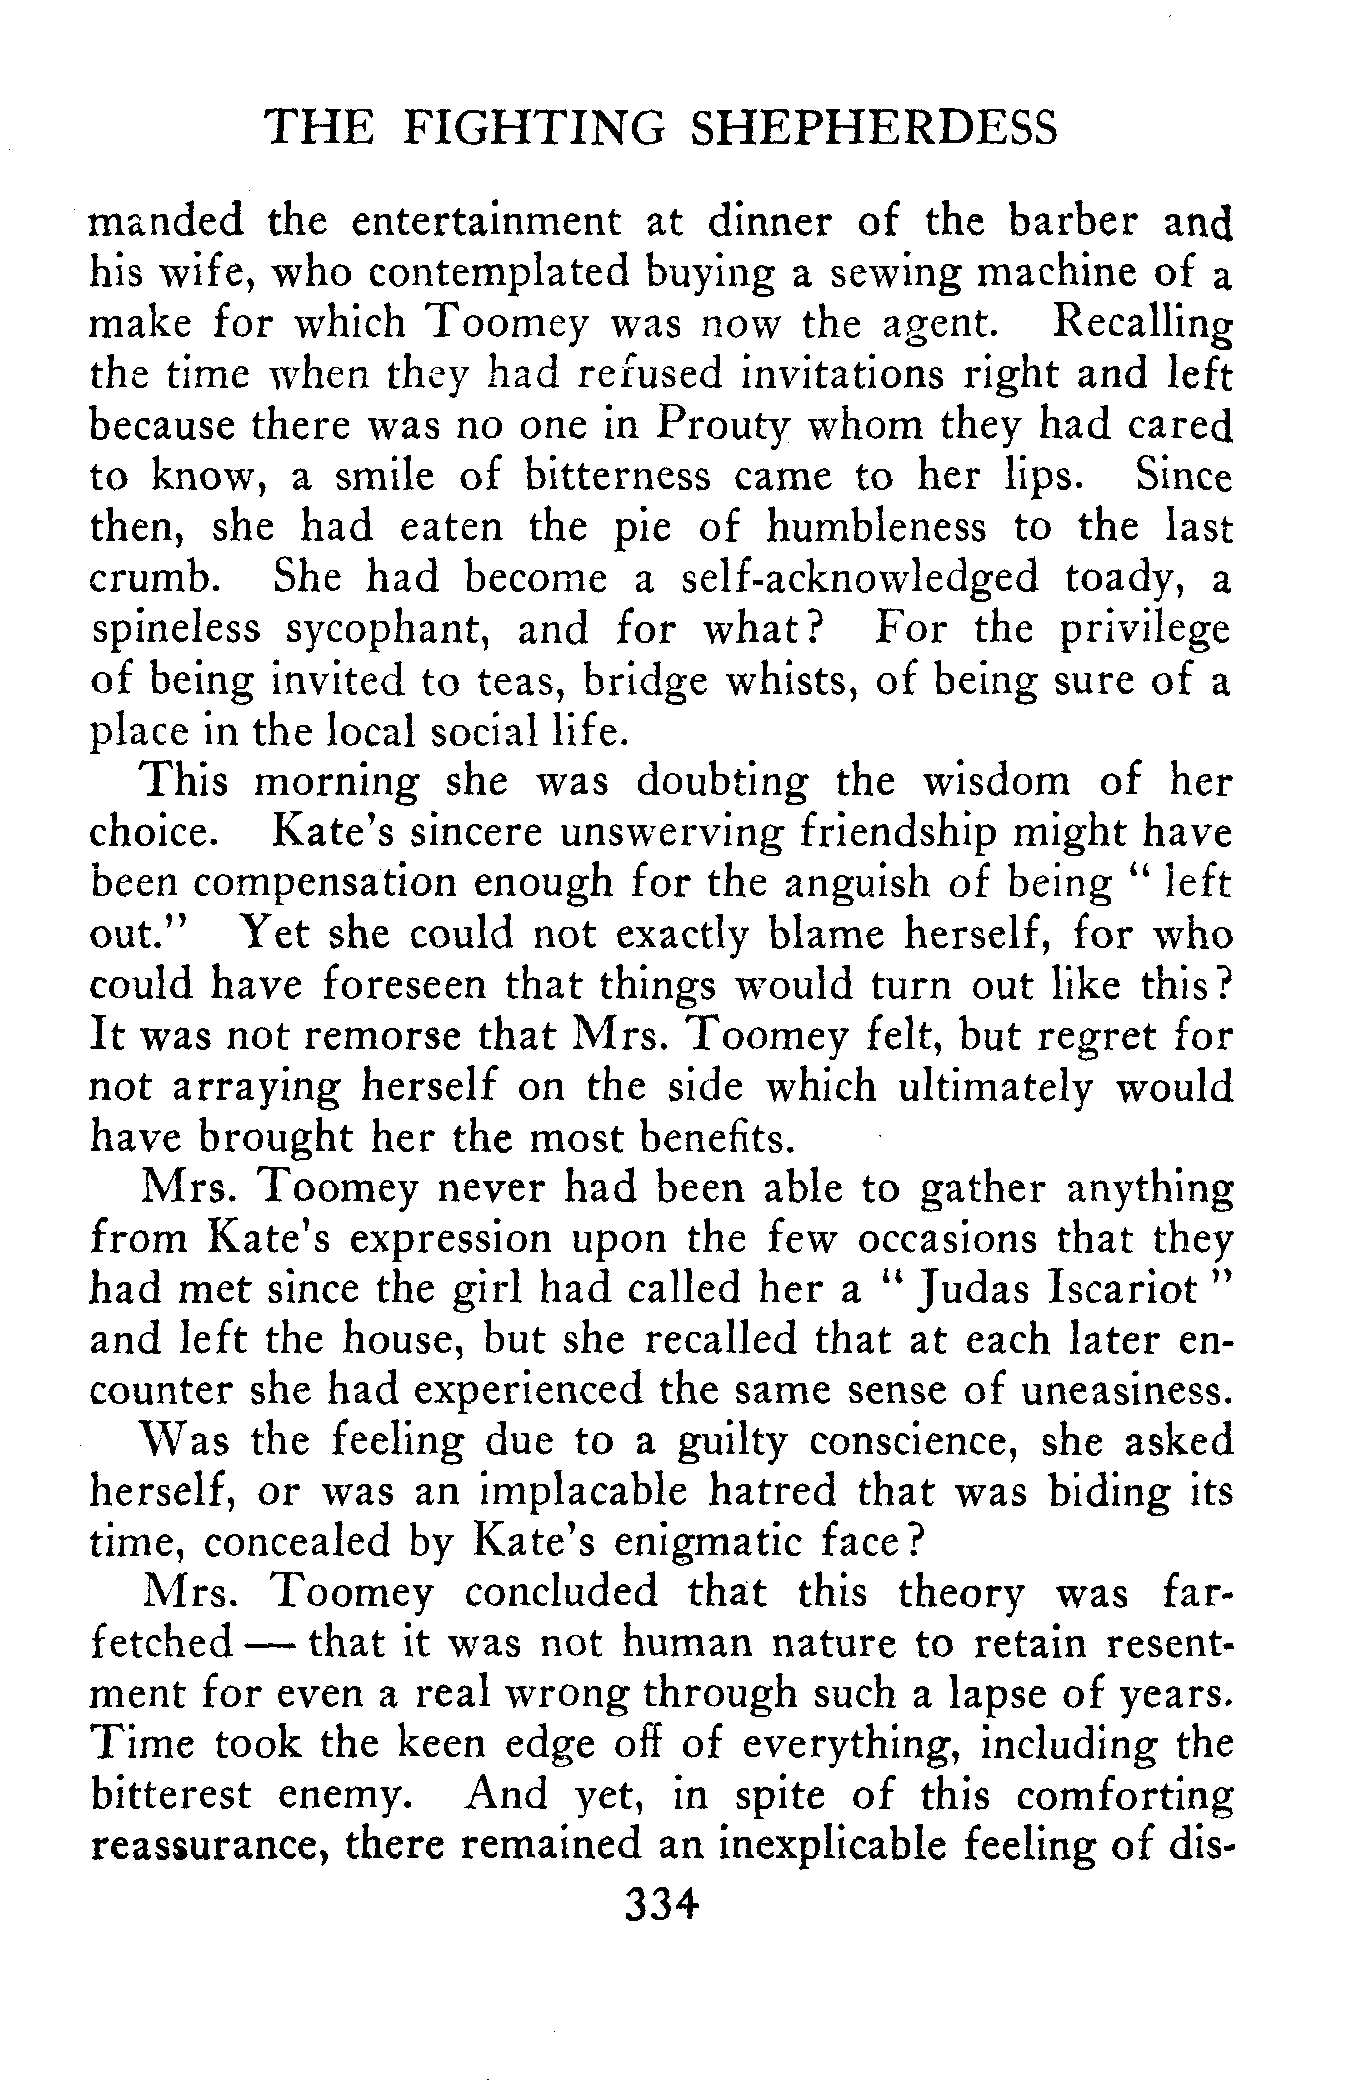 THE FIGHTING SHEPHERDESS
manded the entertainment at dinner of the barber and
his wife, who contemplated buying a sewing machine of a
make for which Toomey was now the agent. Recalling
the time when they had refused invitations right and left
because there was no one in Prouty whom they had cared
to know, a smile of bitterness came to her lips. Since
then, she had eaten the pie of humbleness to the last
crumb. She had become a self-acknowledged toady, a
spineless sycophant, and for what? For the privilege
of being invited to teas, bridge whists, of being sure of a
place in the local social life.
This morning she was doubting the wisdom of her
choice. Kate's sincere unswerving friendship might have
been compensation enough for the anguish of being " left
out." Yet she could not exactly blame herself, for who
could have foreseen that things would turn out like this?
It was not remorse that Mrs. Toomey felt, but regret for
not arraying herself on the side which ultimately would
have brought her the most benefits.
Mrs. Toomey never had been able to gather anything
from Kate's expression upon the few occasions that they
had met since the girl had called her a " Judas Iscariot "
and left the house, but she recalled that at each later en-
counter she had experienced the same sense of uneasiness.
Was the feeling due to a guilty conscience, she asked
herself, or was an implacable hatred that was biding its
time, concealed by Kate's enigmatic face?
Mrs. Toomey concluded that this theory was far-
fetched — that it was not human nature to retain resent-
ment for even a real wrong through such a lapse of years.
Time took the keen edge off of everything, including the
bitterest enemy. And yet, in spite of this comforting
reassurance, there remained an inexplicable feeling of dis-
334